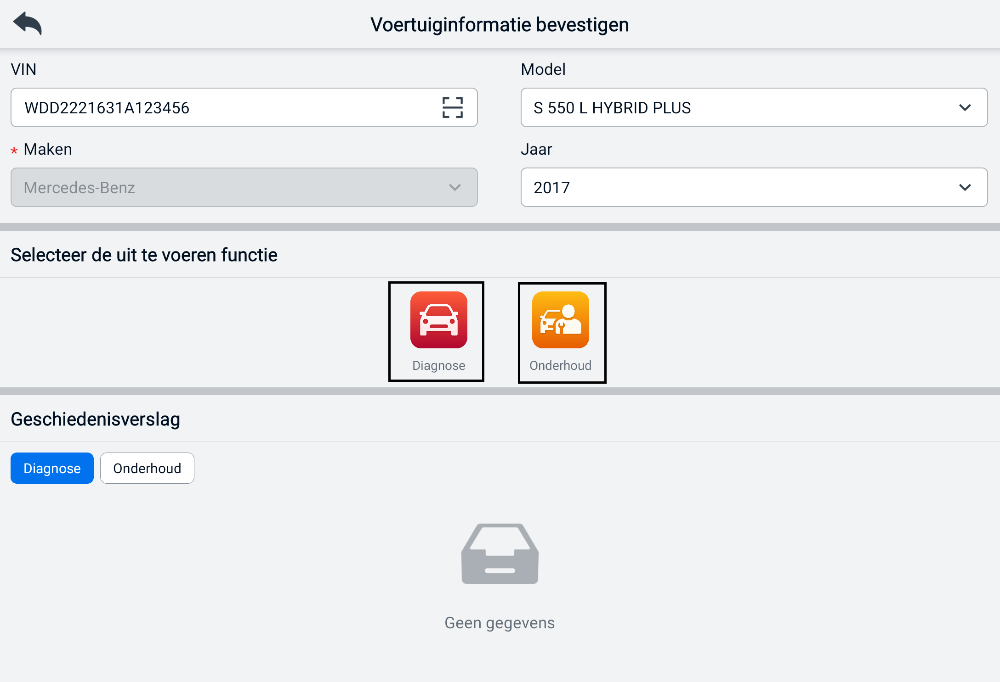 Voertuiginformatie bevestigen
VIN
Model
WDD2221631A123456
S 550 L HYBRID PLUS
* Maken
Jaar
Mercedes-Benz
2017
Selecteer de uit te voeren functie
Diagnose
Onderhoud
Geschiedenisverslag
Diagnose
Onderhoud
Geen gegevens